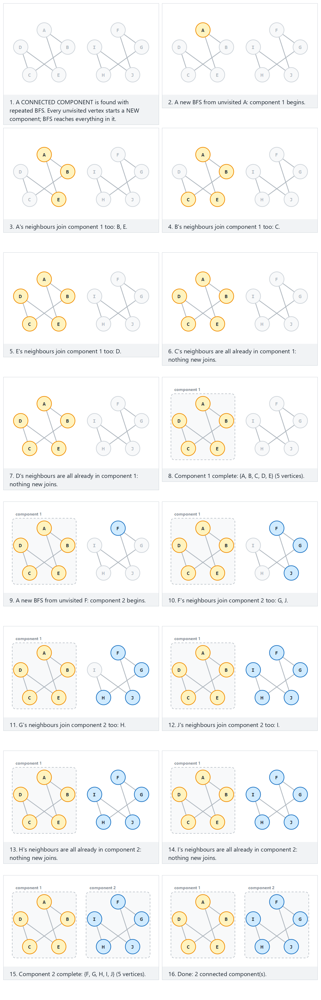 A
F
D
B
I
G
C
E
H
J
1. A CONNECTED COMPONENT is found with
repeated BFS. Every unvisited vertex starts a NEW
component; BFS reaches everything in it.
A
F
D
B
I
G
C
E
H
J
2. A new BFS from unvisited A: component 1 begins.
A
F
D
B
I
G
C
E
H
J
3. A's neighbours join component 1 too: B, E.
A
F
D
B
I
G
C
E
H
J
4. B's neighbours join component 1 too: C.
A
F
D
B
I
G
C
E
H
J
5. E's neighbours join component 1 too: D.
A
F
D
B
I
G
C
E
H
J
6. C's neighbours are all already in component 1:
nothing new joins.
A
F
D
B
I
G
C
E
H
J
7. D's neighbours are all already in component 1:
nothing new joins.
component 1
A
F
D
B
I
G
C
E
H
J
8. Component 1 complete: {A, B, C, D, E} (5 vertices).
component 1
A
F
D
B
I
G
C
E
H
J
9. A new BFS from unvisited F: component 2 begins.
component 1
A
F
D
B
I
G
C
E
H
J
10. F's neighbours join component 2 too: G, J.
component 1
A
F
D
B
I
G
C
E
H
J
11. G's neighbours join component 2 too: H.
component 1
A
F
D
B
I
G
C
E
H
J
12. J's neighbours join component 2 too: I.
component 1
A
F
D
B
I
G
C
E
H
J
13. H's neighbours are all already in component 2:
nothing new joins.
component 1
A
F
D
B
I
G
C
E
H
J
14. I's neighbours are all already in component 2:
nothing new joins.
component 1
component 2
A
F
D
B
I
G
C
E
H
J
15. Component 2 complete: {F, G, H, I, J} (5 vertices).
component 1
component 2
A
F
D
B
I
G
C
E
H
J
16. Done: 2 connected component(s).